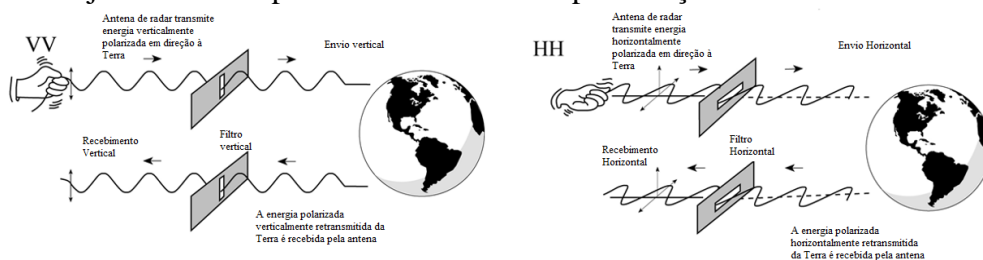 VV
Antena de radar transmite
energia verticalmente
polarizada em direção à
Terra
Envio vertical
Recebimento
Vertical
Filtro
vertical
A energia polarizada
verticalmente retransmitida da
Terra é recebida pela antena
HH
Antena de radar
transmite energia
horizontalmente
polarizada em direção à
Terra
Envio Horizontal
Recebimento
Horizontal
Filtro
Horizontal
A energia polarizada
horizontalmente retransmitida
da Terra é recebida pela antena